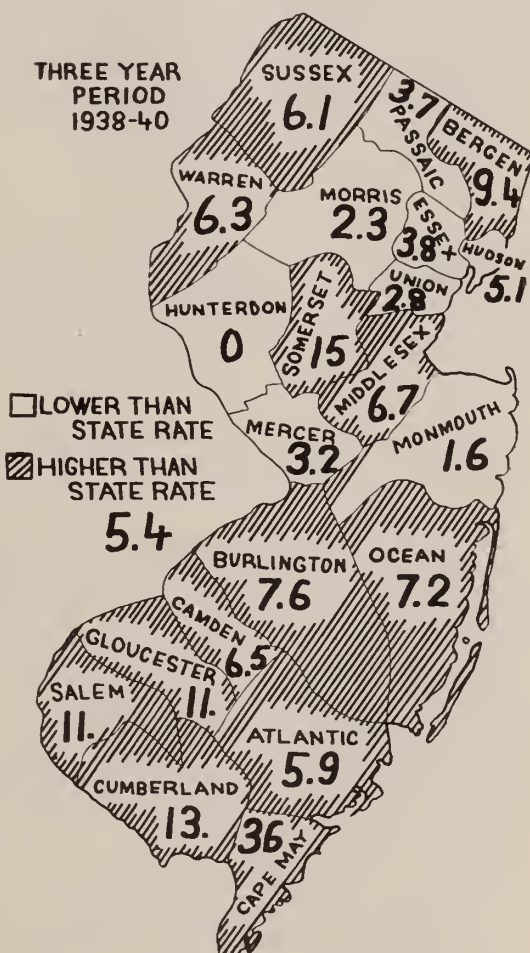 THREE YEAR
PERIOD
1938-40
SUSSEX
6.1
3.7
PASSAIC
BERGEN
9.4
WARREN
6.3
MORRIS
2.3
ESSEX
3.8+
HUDSON
5.1
UNION
2.8
HUNTERDON
0
SOMERSET
15
MIDDLESEX
6.7
MONMOUTH
1.6
LOWER THAN
STATE RATE
MERCER
3.2
HIGHER THAN
STATE RATE
5.4
BURLINGTON
7.6
OCEAN
7.2
CAMDEN
6.5
GLOUCESTER
11.
SALEM
11.
ATLANTIC
5.9
CUMBERLAND
13.
36
CAPE MAY